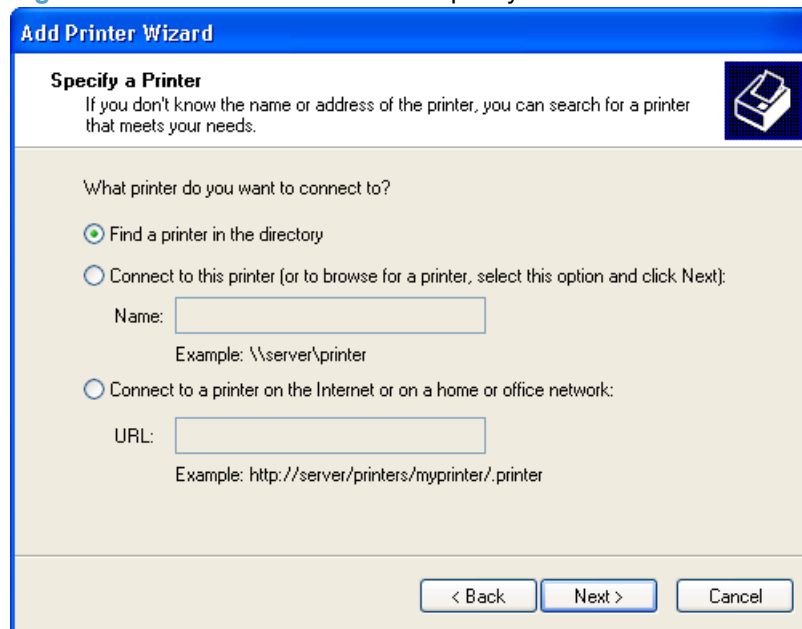 Add Printer Wizard
Specify a Printer
If you don't know the name or address of the printer, you can search for a printer
that meets your needs.
What printer do you want to connect to?
Find a printer in the directory
Connect to this printer (or to browse for a printer, select this option and click Next):
Name:
Example: \\server\printer
Connect to a printer on the Internet or on a home or office network:
URL:
Example: http://server/printers/myprinter/.printer
< Back
Next >
Cancel